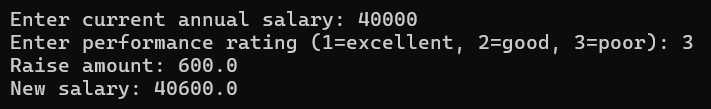 Enter current annual salary: 40000
Enter performance rating (1=excellent, 2=good, 3=poor): 3
Raise amount: 600.0
New salary: 40600.0